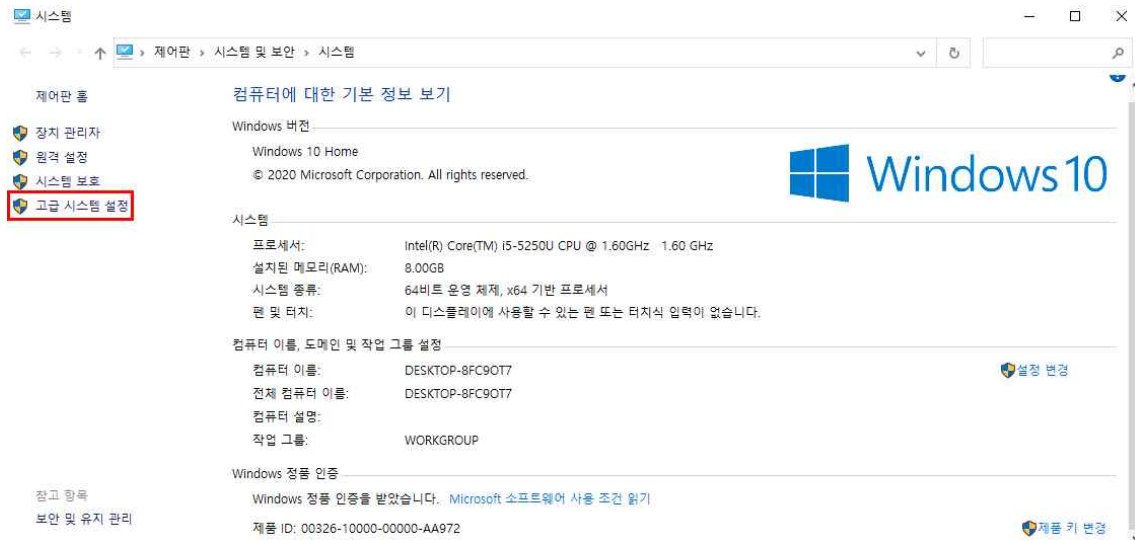 시스템
제어판 › 시스템 및 보안 › 시스템
제어판 홈
장치 관리자
원격 설정
시스템 보호
고급 시스템 설정
참고 항목
보안 및 유지 관리
컴퓨터에 대한 기본 정보 보기
Windows 버전
Windows 10 Home
© 2020 Microsoft Corporation. All rights reserved.
Windows 10
시스템
프로세서: Intel(R) Core(TM) i5-5250U CPU @ 1.60GHz 1.60 GHz
설치된 메모리(RAM): 8.00GB
시스템 종류: 64비트 운영 체제, x64 기반 프로세서
펜 및 터치: 이 디스플레이에 사용할 수 있는 펜 또는 터치식 입력이 없습니다.
컴퓨터 이름, 도메인 및 작업 그룹 설정
컴퓨터 이름: DESKTOP-8FC9OT7 설정 변경
전체 컴퓨터 이름: DESKTOP-8FC9OT7
컴퓨터 설명:
작업 그룹: WORKGROUP
Windows 정품 인증
Windows 정품 인증을 받았습니다. Microsoft 소프트웨어 사용 조건 읽기
제품 ID: 00326-10000-00000-AA972 제품 키 변경